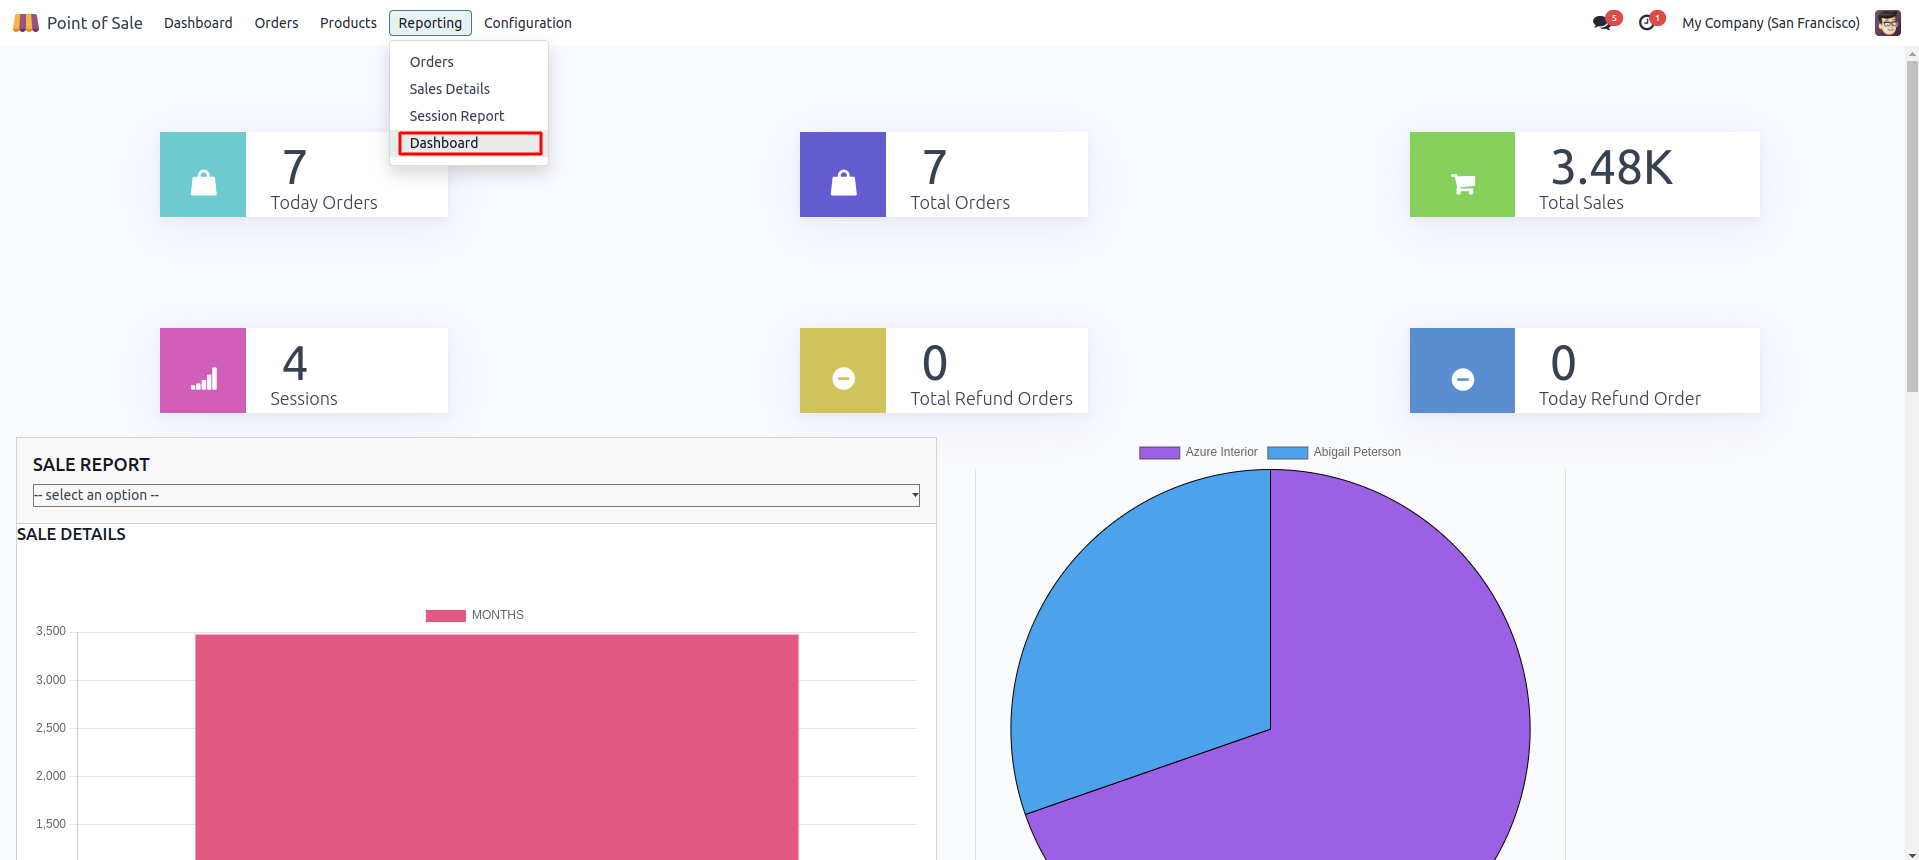 Point of Sale Dashboard Orders Products Reporting Configuration 5 1 My Company (San Francisco)
Orders
Sales Details
Session Report
Dashboard
7
Today Orders
7
Total Orders
3.48K
Total Sales
4
Sessions
0
Total Refund Orders
0
Today Refund Order
SALE REPORT
-- select an option --
SALE DETAILS
MONTHS
3,500
3,000
2,500
2,000
1,500
Azure Interior Abigail Peterson